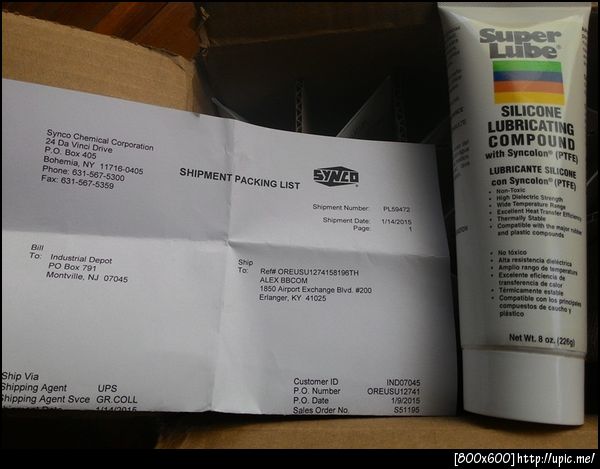 Synco Chemical Corporation
24 Da Vinci Drive
P.O. Box 405
Bohemia, NY 11716-0405
Phone: 631-567-5300
Fax: 631-567-5359
SHIPMENT PACKING LIST
SYNCO
Shipment Number: PL59472
Shipment Date: 1/14/2015
Page: 1
Bill
To: Industrial Depot
PO Box 791
Montville, NJ 07045
Ship
To: Ref# OREUSU1274158196TH
ALEX BBCOM
1850 Airport Exchange Blvd. #200
Erlanger, KY 41025
Ship Via
Shipping Agent UPS
Shipping Agent Svce GR.COLL
1/14/2015
Customer ID IND07045
P.O. Number OREUSU12741
P.O. Date 1/9/2015
Sales Order No. S51195
Super
Lube®
SILICONE
LUBRICATING
COMPOUND
with Syncolon® (PTFE)
LUBRICANTE SILICONE
con Syncolon® (PTFE)
• Non-Toxic
• High Dielectric Strength
• Wide Temperature Range
• Excellent Heat Transfer Efficiency
• Thermally Stable
• Compatible with the major rubber
and plastic compounds
• No tóxico
• Alta resistencia dieléctrica
• Amplio rango de temperatura
• Excelente eficiencia de
transferencia de calor
• Térmicamente estable
• Compatible con los principales
compuestos de caucho y
plástico
Net Wt. 8 oz. (226g)
[800x600]http://upic.me/